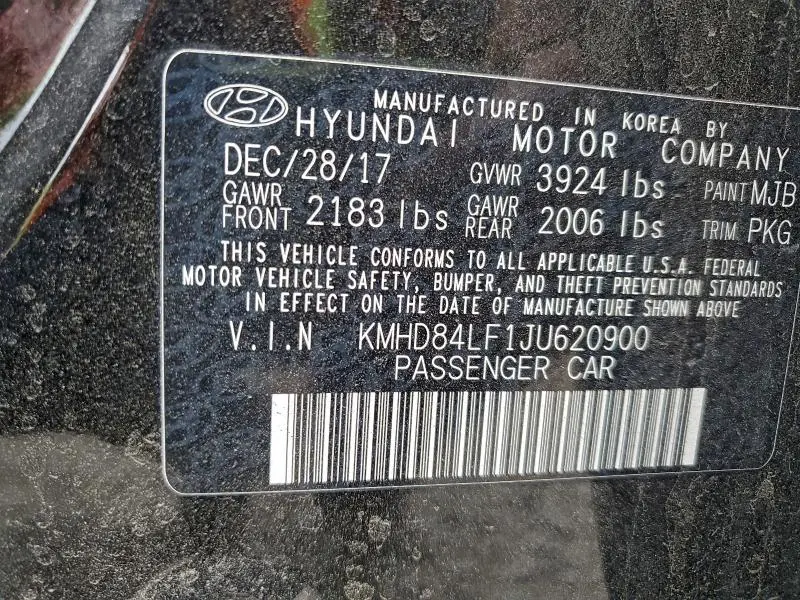 MANUFACTURED IN KOREA BY
HYUNDAI MOTOR COMPANY
DEC/28/17 GVWR 3924 lbs PAINT MJB
GAWR FRONT 2183 lbs GAWR REAR 2006 lbs TRIM PKG
THIS VEHICLE CONFORMS TO ALL APPLICABLE U.S.A. FEDERAL
MOTOR VEHICLE SAFETY, BUMPER, AND THEFT PREVENTION STANDARDS
IN EFFECT ON THE DATE OF MANUFACTURE SHOWN ABOVE
V.I.N KMHD84LF1JU620900
PASSENGER CAR